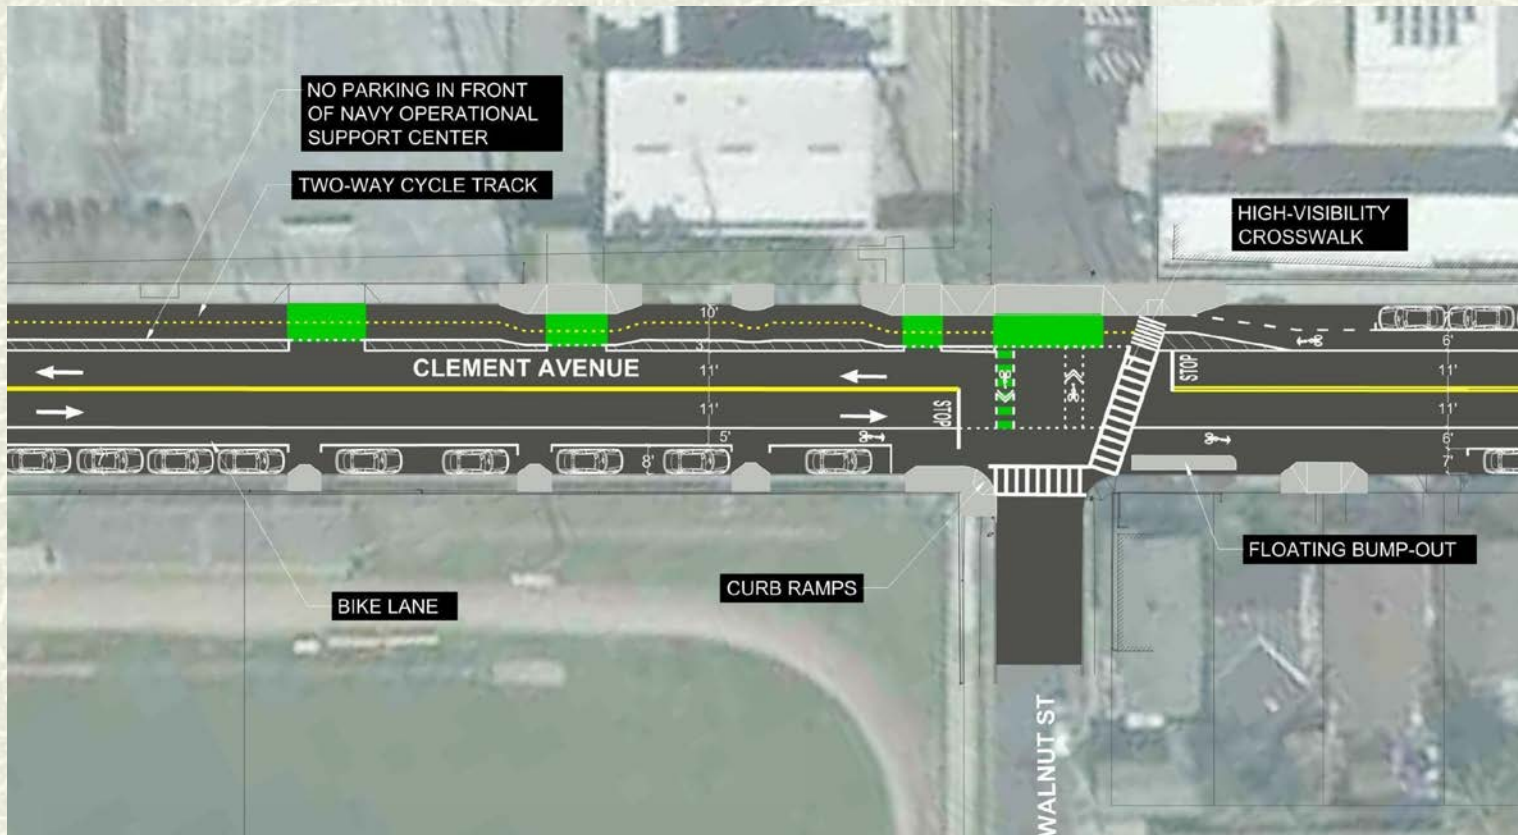 NO PARKING IN FRONT
OF NAVY OPERATIONAL
SUPPORT CENTER
TWO-WAY CYCLE TRACK
HIGH-VISIBILITY
CROSSWALK
10'
3'
CLEMENT AVENUE
11'
11'
5'
8'
7'
STOP
STOP
6'
11'
11'
6'
7'
FLOATING BUMP-OUT
CURB RAMPS
BIKE LANE
WALNUT ST